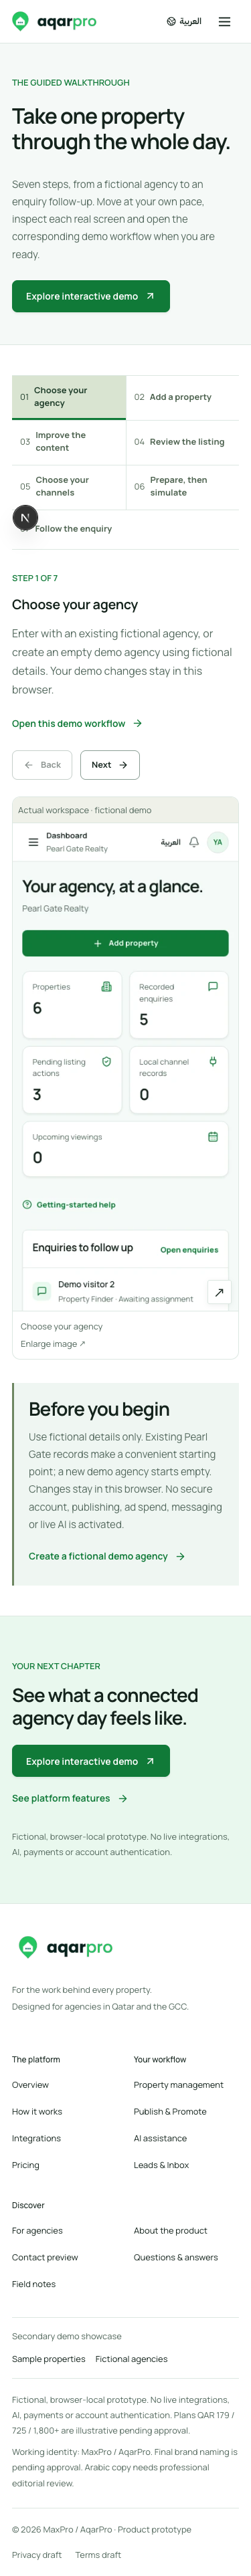 aqarpro
العربية
THE GUIDED WALKTHROUGH
Take one property
through the whole day.
Seven steps, from a fictional agency to an
enquiry follow-up. Move at your own pace,
inspect each real screen and open the
corresponding demo workflow when you are
ready.
Explore interactive demo
01 Choose your
agency
02 Add a property
03 Improve the
content
04 Review the listing
05 Choose your
channels
06 Prepare, then
simulate
N
Follow the enquiry
STEP 1 OF 7
Choose your agency
Enter with an existing fictional agency, or
create an empty demo agency using fictional
details. Your demo changes stay in this
browser.
Open this demo workflow
Back
Next
Actual workspace · fictional demo
Dashboard
Pearl Gate Realty
العربية
YA
Your agency, at a glance.
Pearl Gate Realty
Add property
Properties
6
Recorded
enquiries
5
Pending listing
actions
3
Local channel
records
0
Upcoming viewings
0
Getting-started help
Enquiries to follow up
Open enquiries
Demo visitor 2
Property Finder · Awaiting assignment
Choose your agency
Enlarge image ↗
Before you begin
Use fictional details only. Existing Pearl
Gate records make a convenient starting
point; a new demo agency starts empty.
Changes stay in this browser. No secure
account, publishing, ad spend, messaging
or live AI is activated.
Create a fictional demo agency
YOUR NEXT CHAPTER
See what a connected
agency day feels like.
Explore interactive demo
See platform features
Fictional, browser-local prototype. No live integrations,
AI, payments or account authentication.
aqarpro
For the work behind every property.
Designed for agencies in Qatar and the GCC.
The platform
Your workflow
Overview
Property management
How it works
Publish & Promote
Integrations
AI assistance
Pricing
Leads & Inbox
Discover
For agencies
About the product
Contact preview
Questions & answers
Field notes
Secondary demo showcase
Sample properties
Fictional agencies
Fictional, browser-local prototype. No live integrations,
AI, payments or account authentication. Plans QAR 179 /
725 / 1,800+ are illustrative pending approval.
Working identity: MaxPro / AqarPro. Final brand naming is
pending approval. Arabic copy needs professional
editorial review.
© 2026 MaxPro / AqarPro · Product prototype
Privacy draft
Terms draft